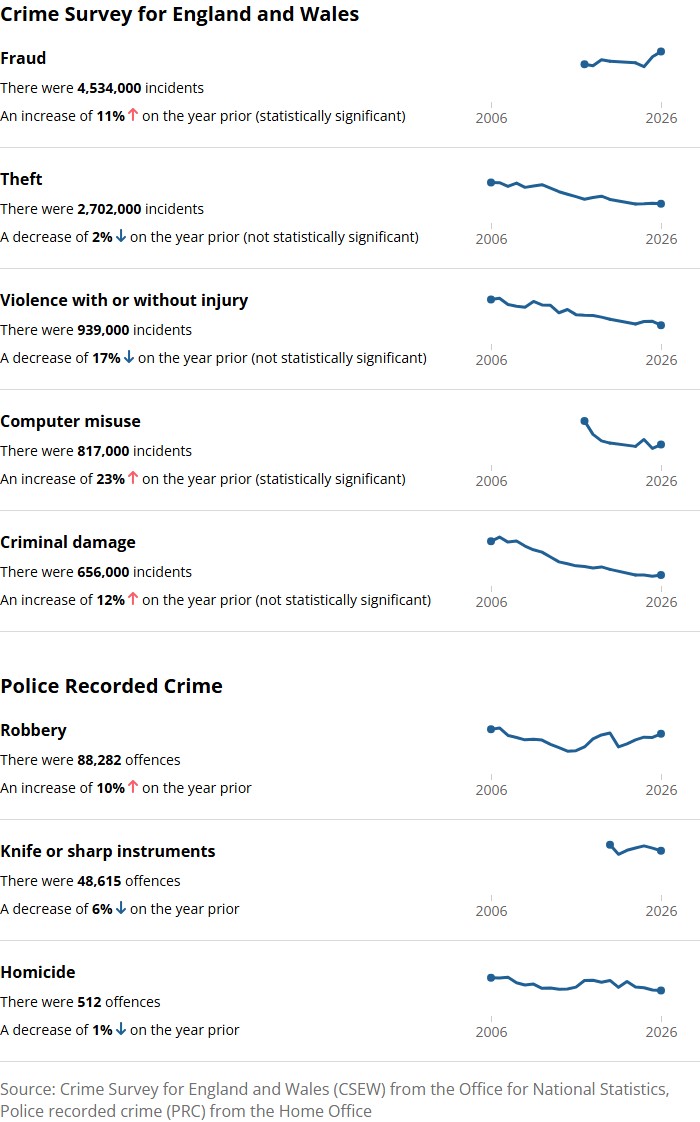 Crime Survey for England and Wales
Fraud
There were 4,534,000 incidents
An increase of 11% ↑ on the year prior (statistically significant)
2006 2026
Theft
There were 2,702,000 incidents
A decrease of 2% ↓ on the year prior (not statistically significant)
2006 2026
Violence with or without injury
There were 939,000 incidents
A decrease of 17% ↓ on the year prior (not statistically significant)
2006 2026
Computer misuse
There were 817,000 incidents
An increase of 23% ↑ on the year prior (statistically significant)
2006 2026
Criminal damage
There were 656,000 incidents
An increase of 12% ↑ on the year prior (not statistically significant)
2006 2026
Police Recorded Crime
Robbery
There were 88,282 offences
An increase of 10% ↑ on the year prior
2006 2026
Knife or sharp instruments
There were 48,615 offences
A decrease of 6% ↓ on the year prior
2006 2026
Homicide
There were 512 offences
A decrease of 1% ↓ on the year prior
2006 2026
Source: Crime Survey for England and Wales (CSEW) from the Office for National Statistics,
Police recorded crime (PRC) from the Home Office